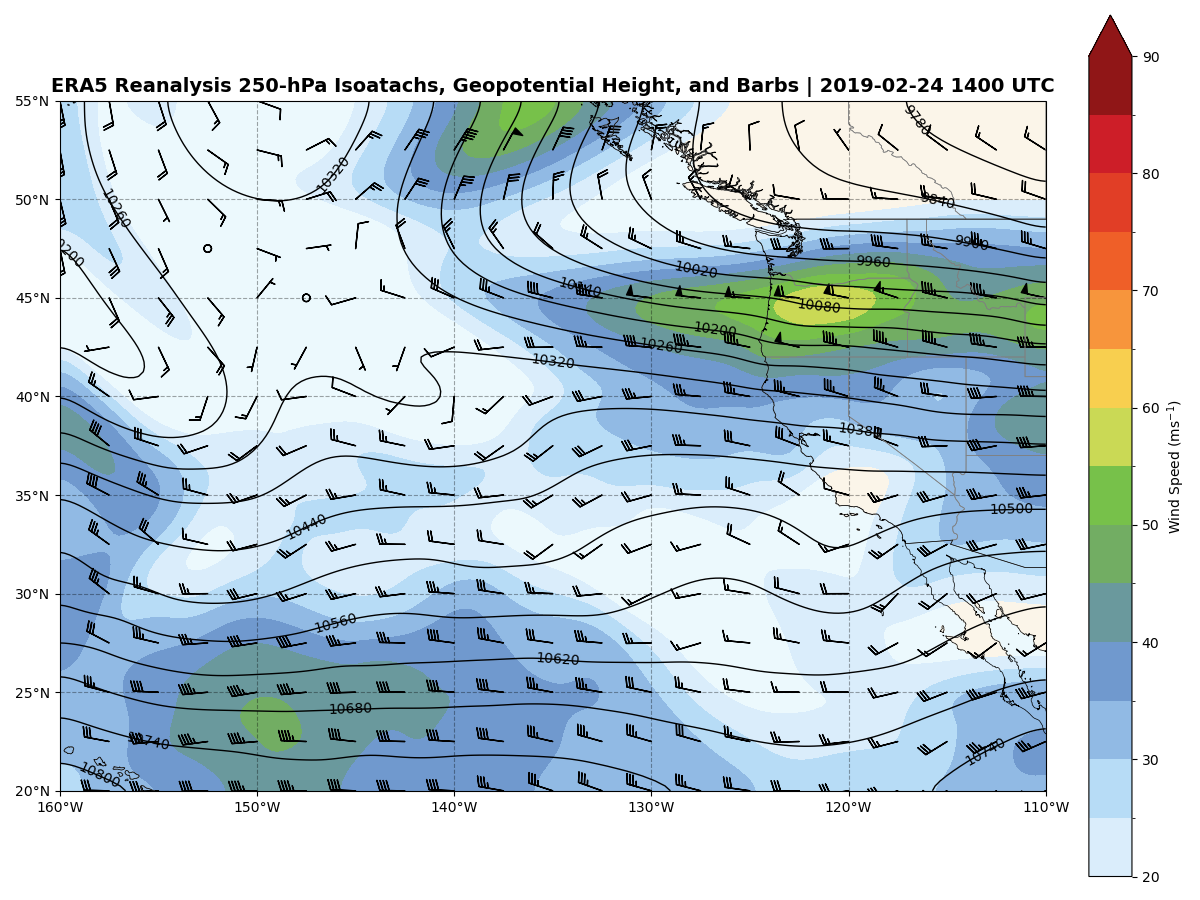 ERA5 Reanalysis 250-hPa Isoatachs, Geopotential Height, and Barbs | 2019-02-24 1400 UTC
90
80
70
60
50
40
30
20
Wind Speed (ms⁻¹)
55°N
50°N
45°N
40°N
35°N
30°N
25°N
20°N
160°W
150°W
140°W
130°W
120°W
110°W
9780
10320
9840
10260
9900
9960
10020
10080
10200
10260
10320
10380
10440
10500
10560
10620
10680
10740
10740
10800